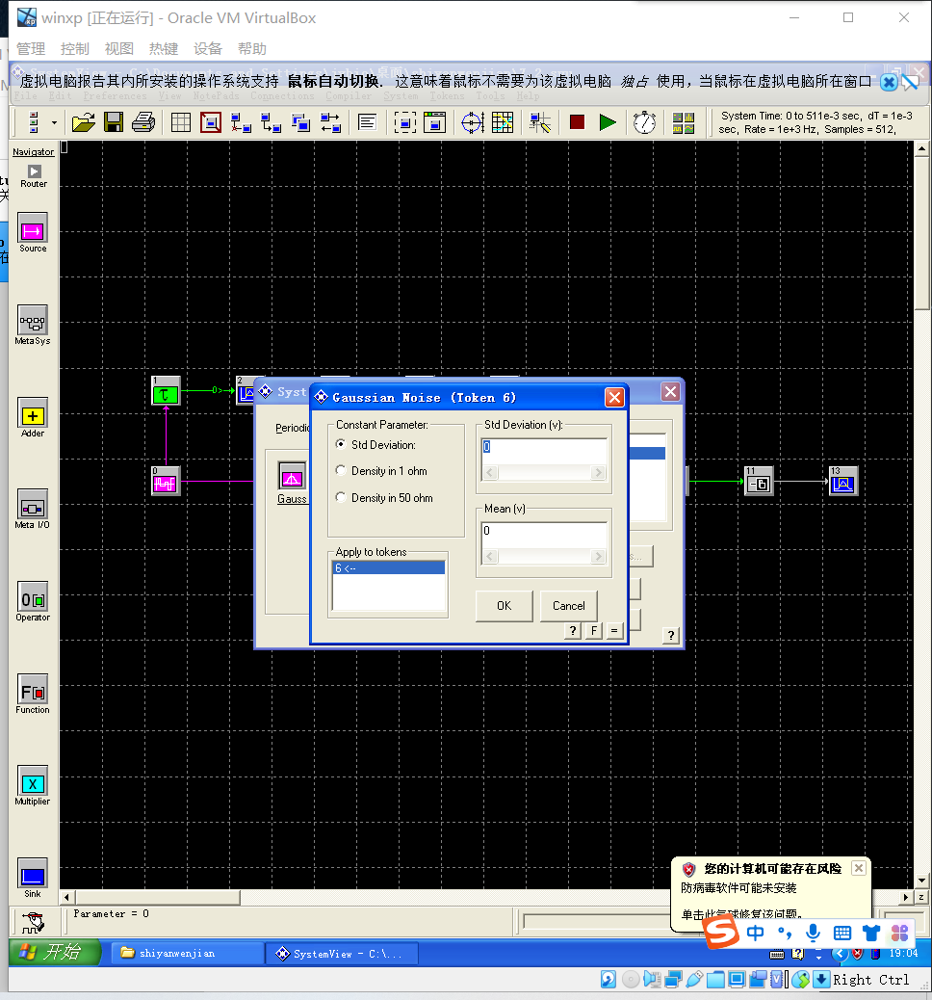 winxp [正在运行] - Oracle VM VirtualBox
管理 控制 视图 热键 设备 帮助
虚拟电脑报告其内所安装的操作系统支持 鼠标自动切换. 这意味着鼠标不需要为该虚拟电脑 独占 使用，当鼠标在虚拟电脑所在窗口
File Edit Preferences View NotePads Connections Compiler System Tokens Tools Help
System Time: 0 to 511e-3 sec, dT = 1e-3
sec, Rate = 1e+3 Hz, Samples = 512,
Navigator
Router
Source
MetaSys
Adder
Meta I/O
Operator
Function
Multiplier
Sink
1
τ
0>
2
0
11
13
Syst
Periodic
Gauss
s...
?
Gaussian Noise (Token 6)
Constant Parameter:
Std Deviation:
Density in 1 ohm
Density in 50 ohm
Std Deviation (v):
0
Mean (v)
0
Apply to tokens
6 <--
OK
Cancel
?
F
=
z
Parameter = 0
您的计算机可能存在风险
防病毒软件可能未安装
单击此气球修复该问题。
中
开始
shiyanwenjian
SystemView - C:\...
19:04
Right Ctrl